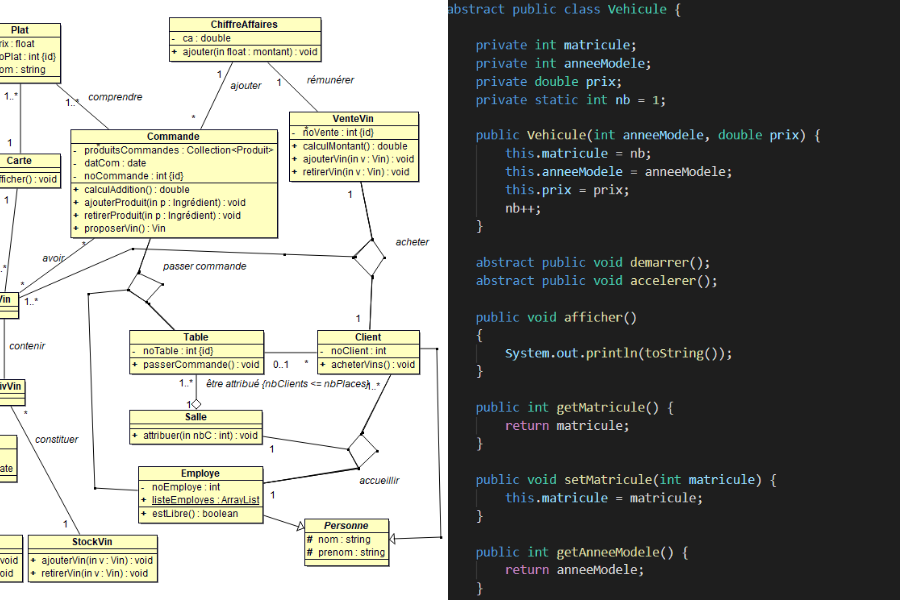 Plat
rix : float
oPlat : int {id}
om : string
1..*
1..*
comprendre
1
Carte
fficher() : void
1
ChiffreAffaires
- ca : double
+ ajouter(in float : montant) : void
1
ajouter
1
rémunérer
*
VenteVin
- noVente : int {id}
+ calculMontant() : double
+ ajouterVin(in v : Vin) : void
+ retirerVin(in v : Vin) : void
1
*
Commande
- produitsCommandes : Collection<Produit>
- datCom : date
- noCommande : int {id}
+ calculAddition() : double
+ ajouterProduit(in p : Ingrédient) : void
+ retirerProduit(in p : Ingrédient) : void
+ proposerVin() : Vin
1
*
avoir
acheter
passer commande
..*
*
Vin
1..*
contenir
1
Table
- noTable : int {id}
+ passerCommande() : void
0..1
*
Client
- noClient : int
+ acheterVins() : void
1..*
être attribué {nbClients <= nbPlaces}
1..*
1
ivVin
*
Salle
+ attribuer(in nbC : int) : void
1
constituer
ate
accueillir
Employe
- noEmploye : int
+ listeEmployes : ArrayList
+ estLibre() : boolean
1
1
Personne
# nom : string
# prenom : string
void
oid
StockVin
+ ajouterVin(in v : Vin) : void
+ retirerVin(in v : Vin) : void
abstract public class Vehicule {
private int matricule;
private int anneeModele;
private double prix;
private static int nb = 1;
public Vehicule(int anneeModele, double prix) {
this.matricule = nb;
this.anneeModele = anneeModele;
this.prix = prix;
nb++;
}
abstract public void demarrer();
abstract public void accelerer();
public void afficher()
{
System.out.println(toString());
}
public int getMatricule() {
return matricule;
}
public void setMatricule(int matricule) {
this.matricule = matricule;
}
public int getAnneeModele() {
return anneeModele;
}